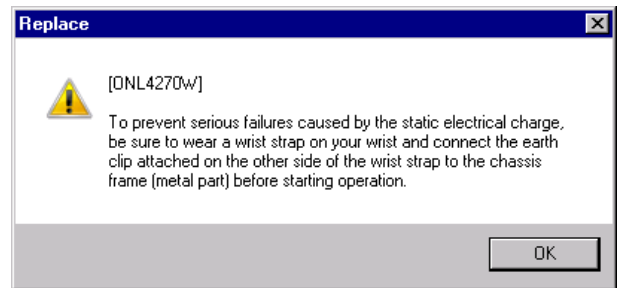 Replace
[ONL4270W]
To prevent serious failures caused by the static electrical charge,
be sure to wear a wrist strap on your wrist and connect the earth
clip attached on the other side of the wrist strap to the chassis
frame (metal part) before starting operation.
OK